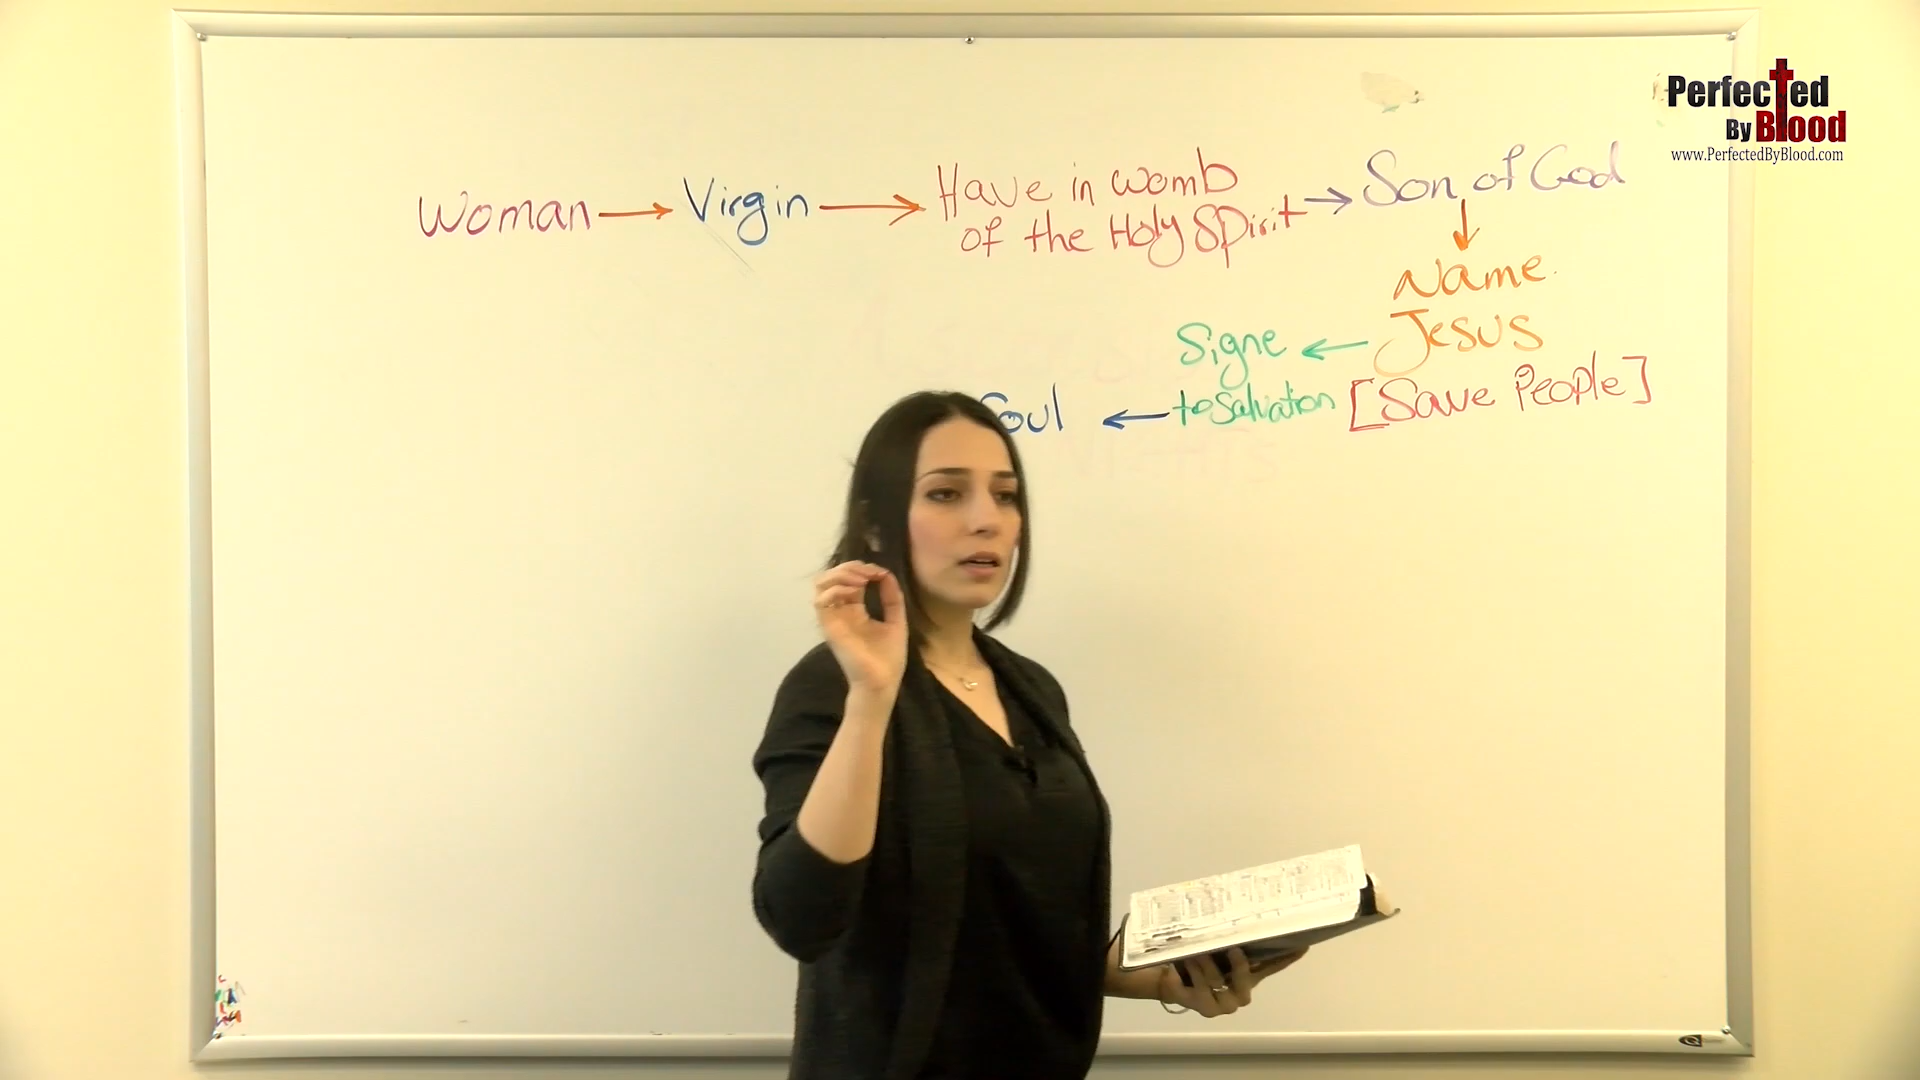 Perfected
By Blood
www.PerfectedByBlood.com
Woman → Virgin → Have in womb
of the Holy Spirit → Son of God
↓
Name
Jesus
[Save People]
← Signe
to Salvation
← Soul